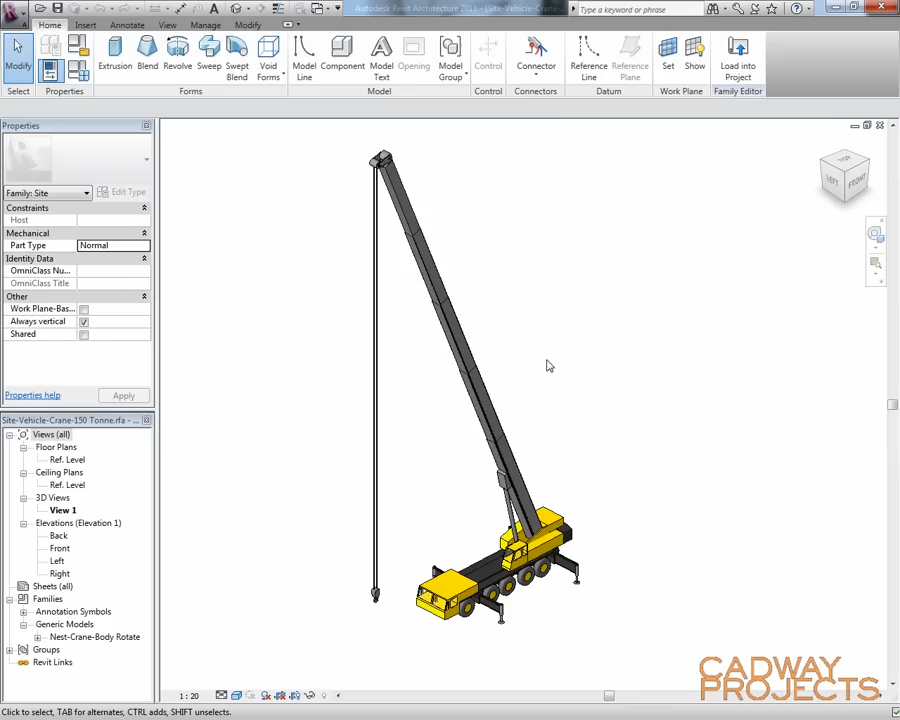 Autodesk Revit Architecture 2011 - [Site-Vehicle-Crane-
Type a keyword or phrase
Home Insert Annotate View Manage Modify
Modify Extrusion Blend Revolve Sweep Swept Blend Void Forms Model Line Component Model Text Opening Model Group Control Connector Reference Line Reference Plane Set Show Load into Project
Select Properties Forms Model Control Connectors Datum Work Plane Family Editor
Properties
Family: Site Edit Type
Constraints
Host
Mechanical
Part Type Normal
Identity Data
OmniClass Nu...
OmniClass Title
Other
Work Plane-Bas...
Always vertical
Shared
Properties help Apply
Site-Vehicle-Crane-150 Tonne.rfa - ...
Views (all)
Floor Plans
Ref. Level
Ceiling Plans
Ref. Level
3D Views
View 1
Elevations (Elevation 1)
Back
Front
Left
Right
Sheets (all)
Families
Annotation Symbols
Generic Models
Nest-Crane-Body Rotate
Groups
Revit Links
TOP
LEFT FRONT
1 : 20
CADWAY
PROJECTS
Click to select, TAB for alternates, CTRL adds, SHIFT unselects.